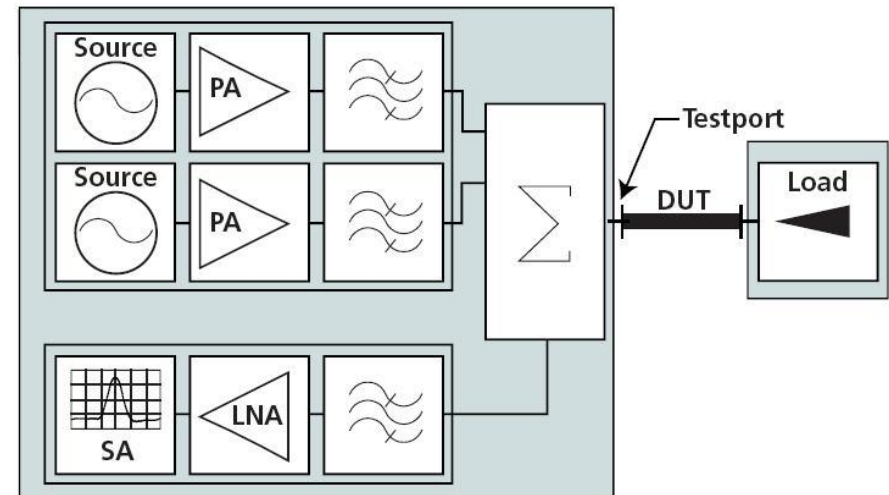 Source
PA
Source
PA
Σ
Testport
DUT
Load
SA
LNA